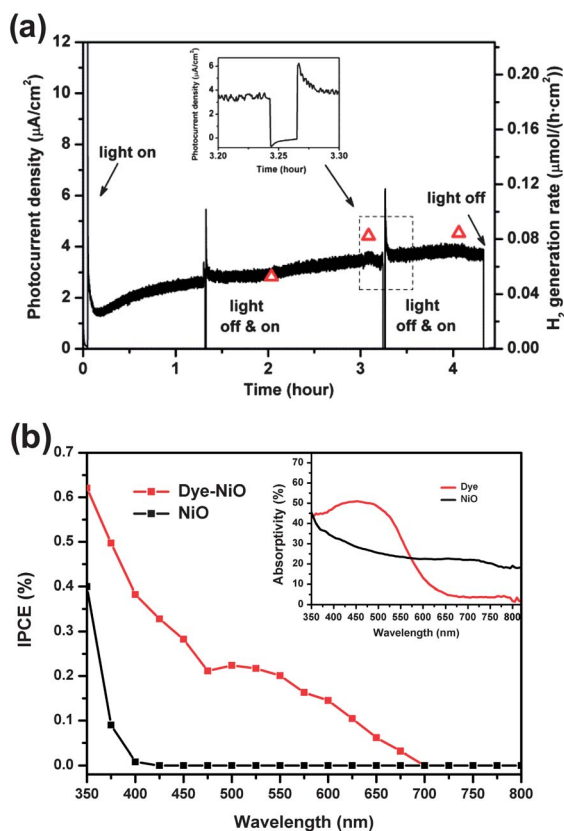 (a)
12
10
8
6
4
2
0
Photocurrent density (μA/cm²)
0.20
0.16
0.12
0.08
0.04
0.00
H₂ generation rate (μmol/(h·cm²))
light on
light off
light
off & on
light
off & on
0 1 2 3 4
Time (hour)
Photocurrent density (μA/cm²)
6
4
2
0
3.20 3.25 3.30
Time (hour)
(b)
0.7
0.6
0.5
0.4
0.3
0.2
0.1
0.0
IPCE (%)
Dye-NiO
NiO
350 400 450 500 550 600 650 700 750 800
Wavelength (nm)
Absorptivity (%)
70
60
50
40
30
20
10
0
Dye
NiO
350 400 450 500 550 600 650 700 750 800
Wavelength (nm)